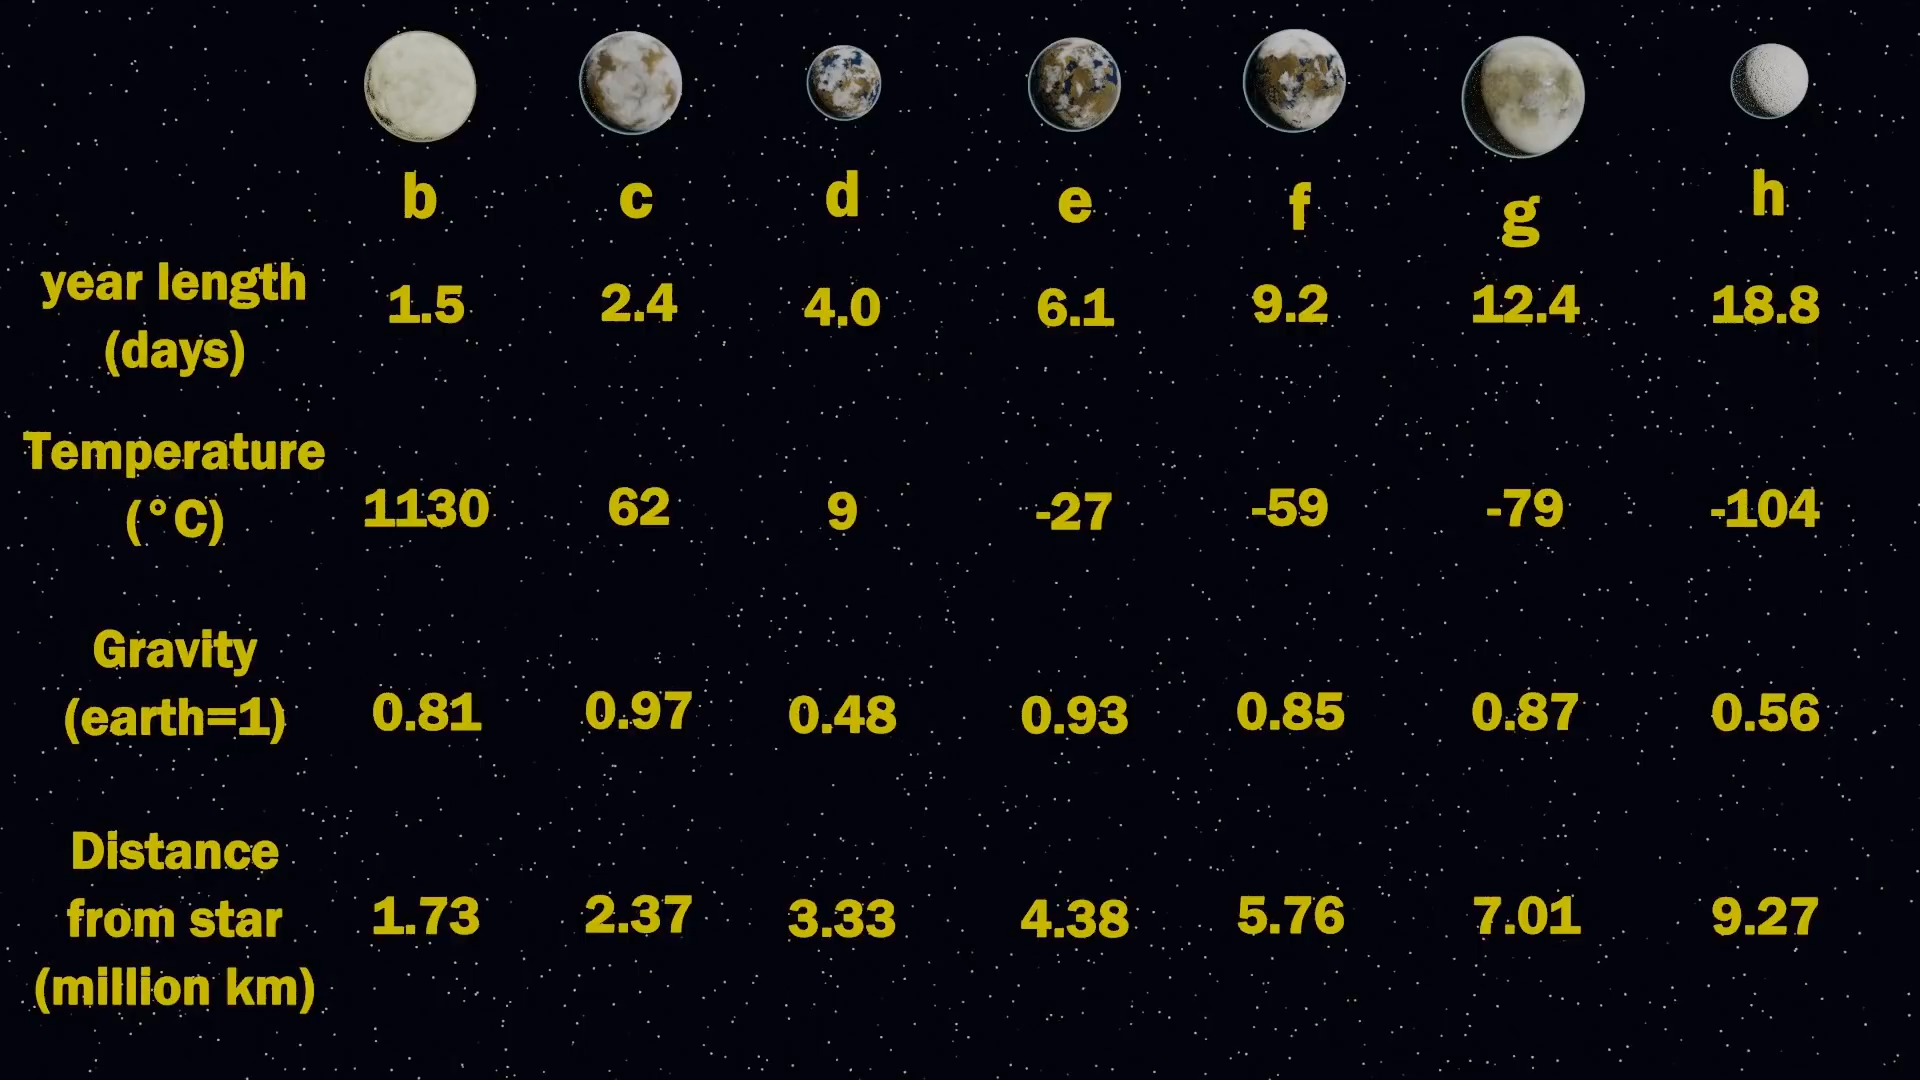 b c d e f g h
year length
(days)
1.5 2.4 4.0 6.1 9.2 12.4 18.8
Temperature
(°C)
1130 62 9 -27 -59 -79 -104
Gravity
(earth=1)
0.81 0.97 0.48 0.93 0.85 0.87 0.56
Distance
from star
(million km)
1.73 2.37 3.33 4.38 5.76 7.01 9.27